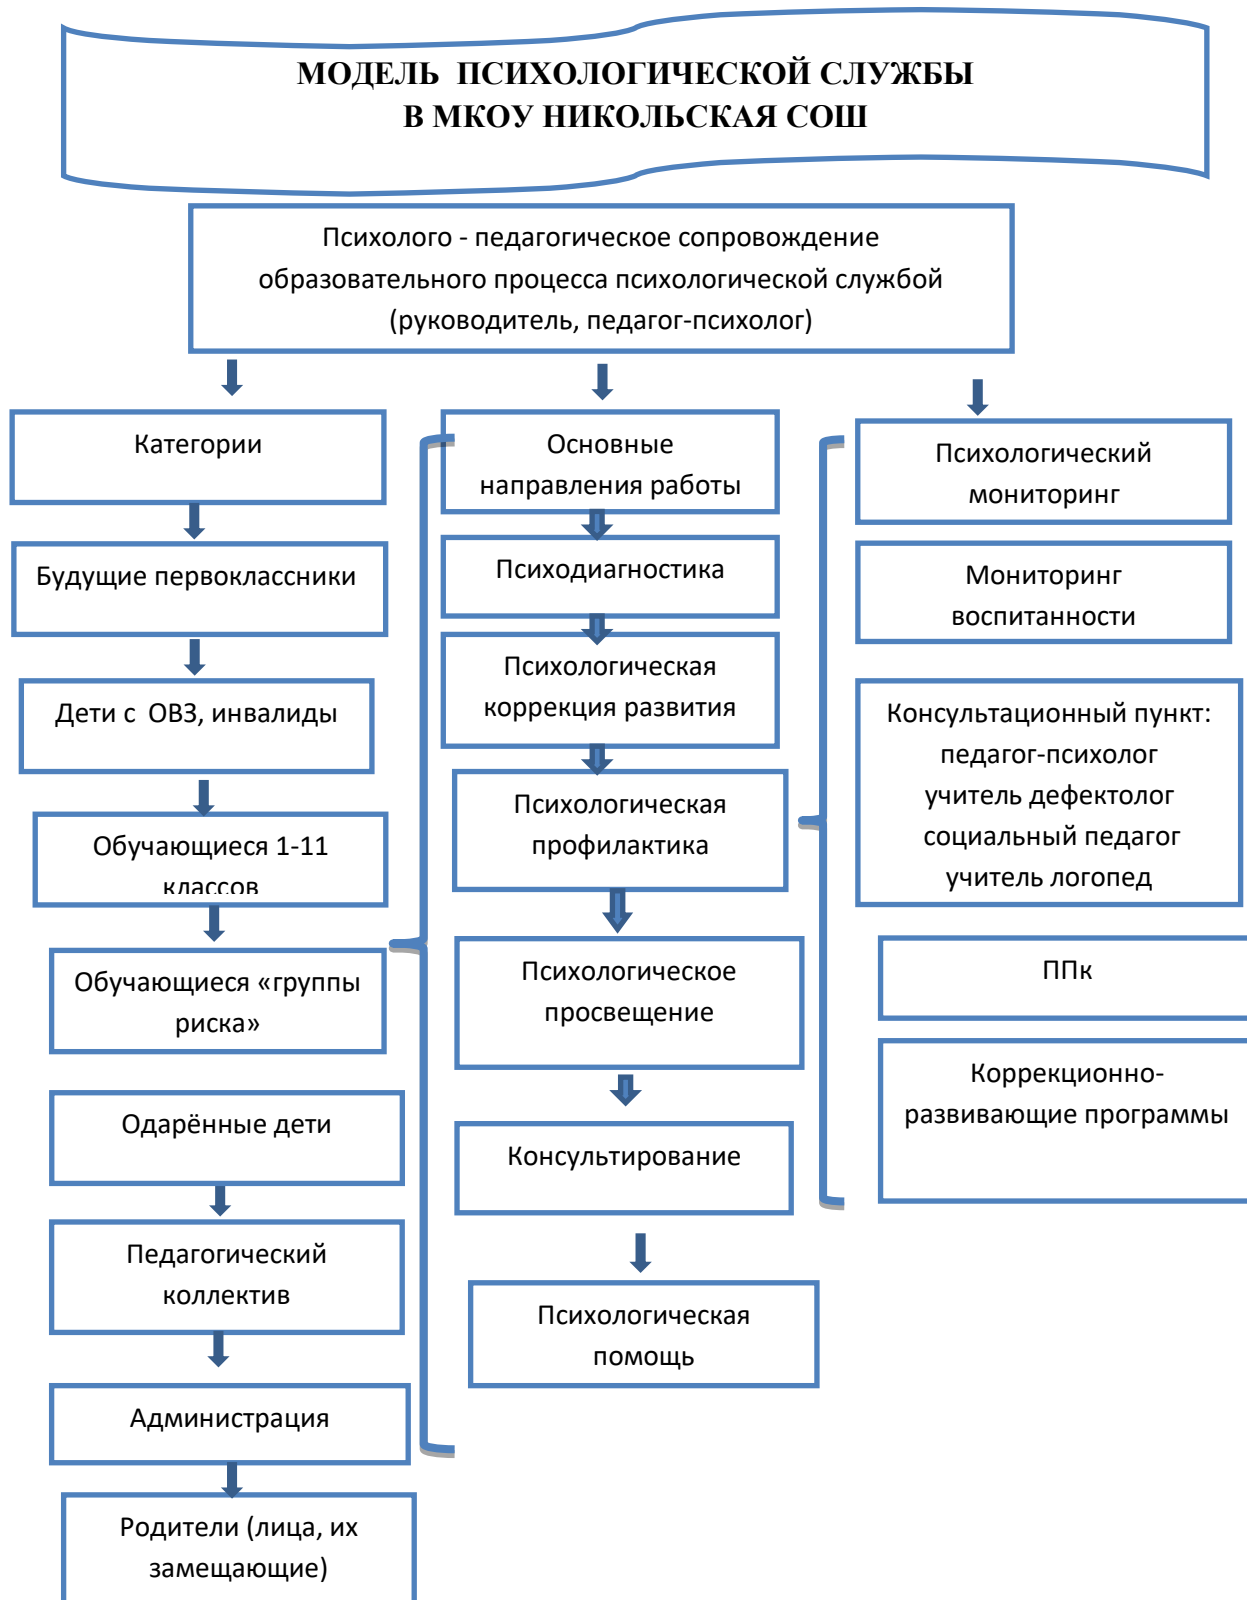 МОДЕЛЬ ПСИХОЛОГИЧЕСКОЙ СЛУЖБЫ
В МКОУ НИКОЛЬСКАЯ СОШ
Психолого - педагогическое сопровождение
образовательного процесса психологической службой
(руководитель, педагог-психолог)
Категории
Будущие первоклассники
Дети с ОВЗ, инвалиды
Обучающиеся 1-11
классов
Обучающиеся «группы
риска»
Одарённые дети
Педагогический
коллектив
Администрация
Родители (лица, их
замещающие)
Основные
направления работы
Психодиагностика
Психологическая
коррекция развития
Психологическая
профилактика
Психологическое
просвещение
Консультирование
Психологическая
помощь
Психологический
мониторинг
Мониторинг
воспитанности
Консультационный пункт:
педагог-психолог
учитель дефектолог
социальный педагог
учитель логопед
ППк
Коррекционно-
развивающие программы